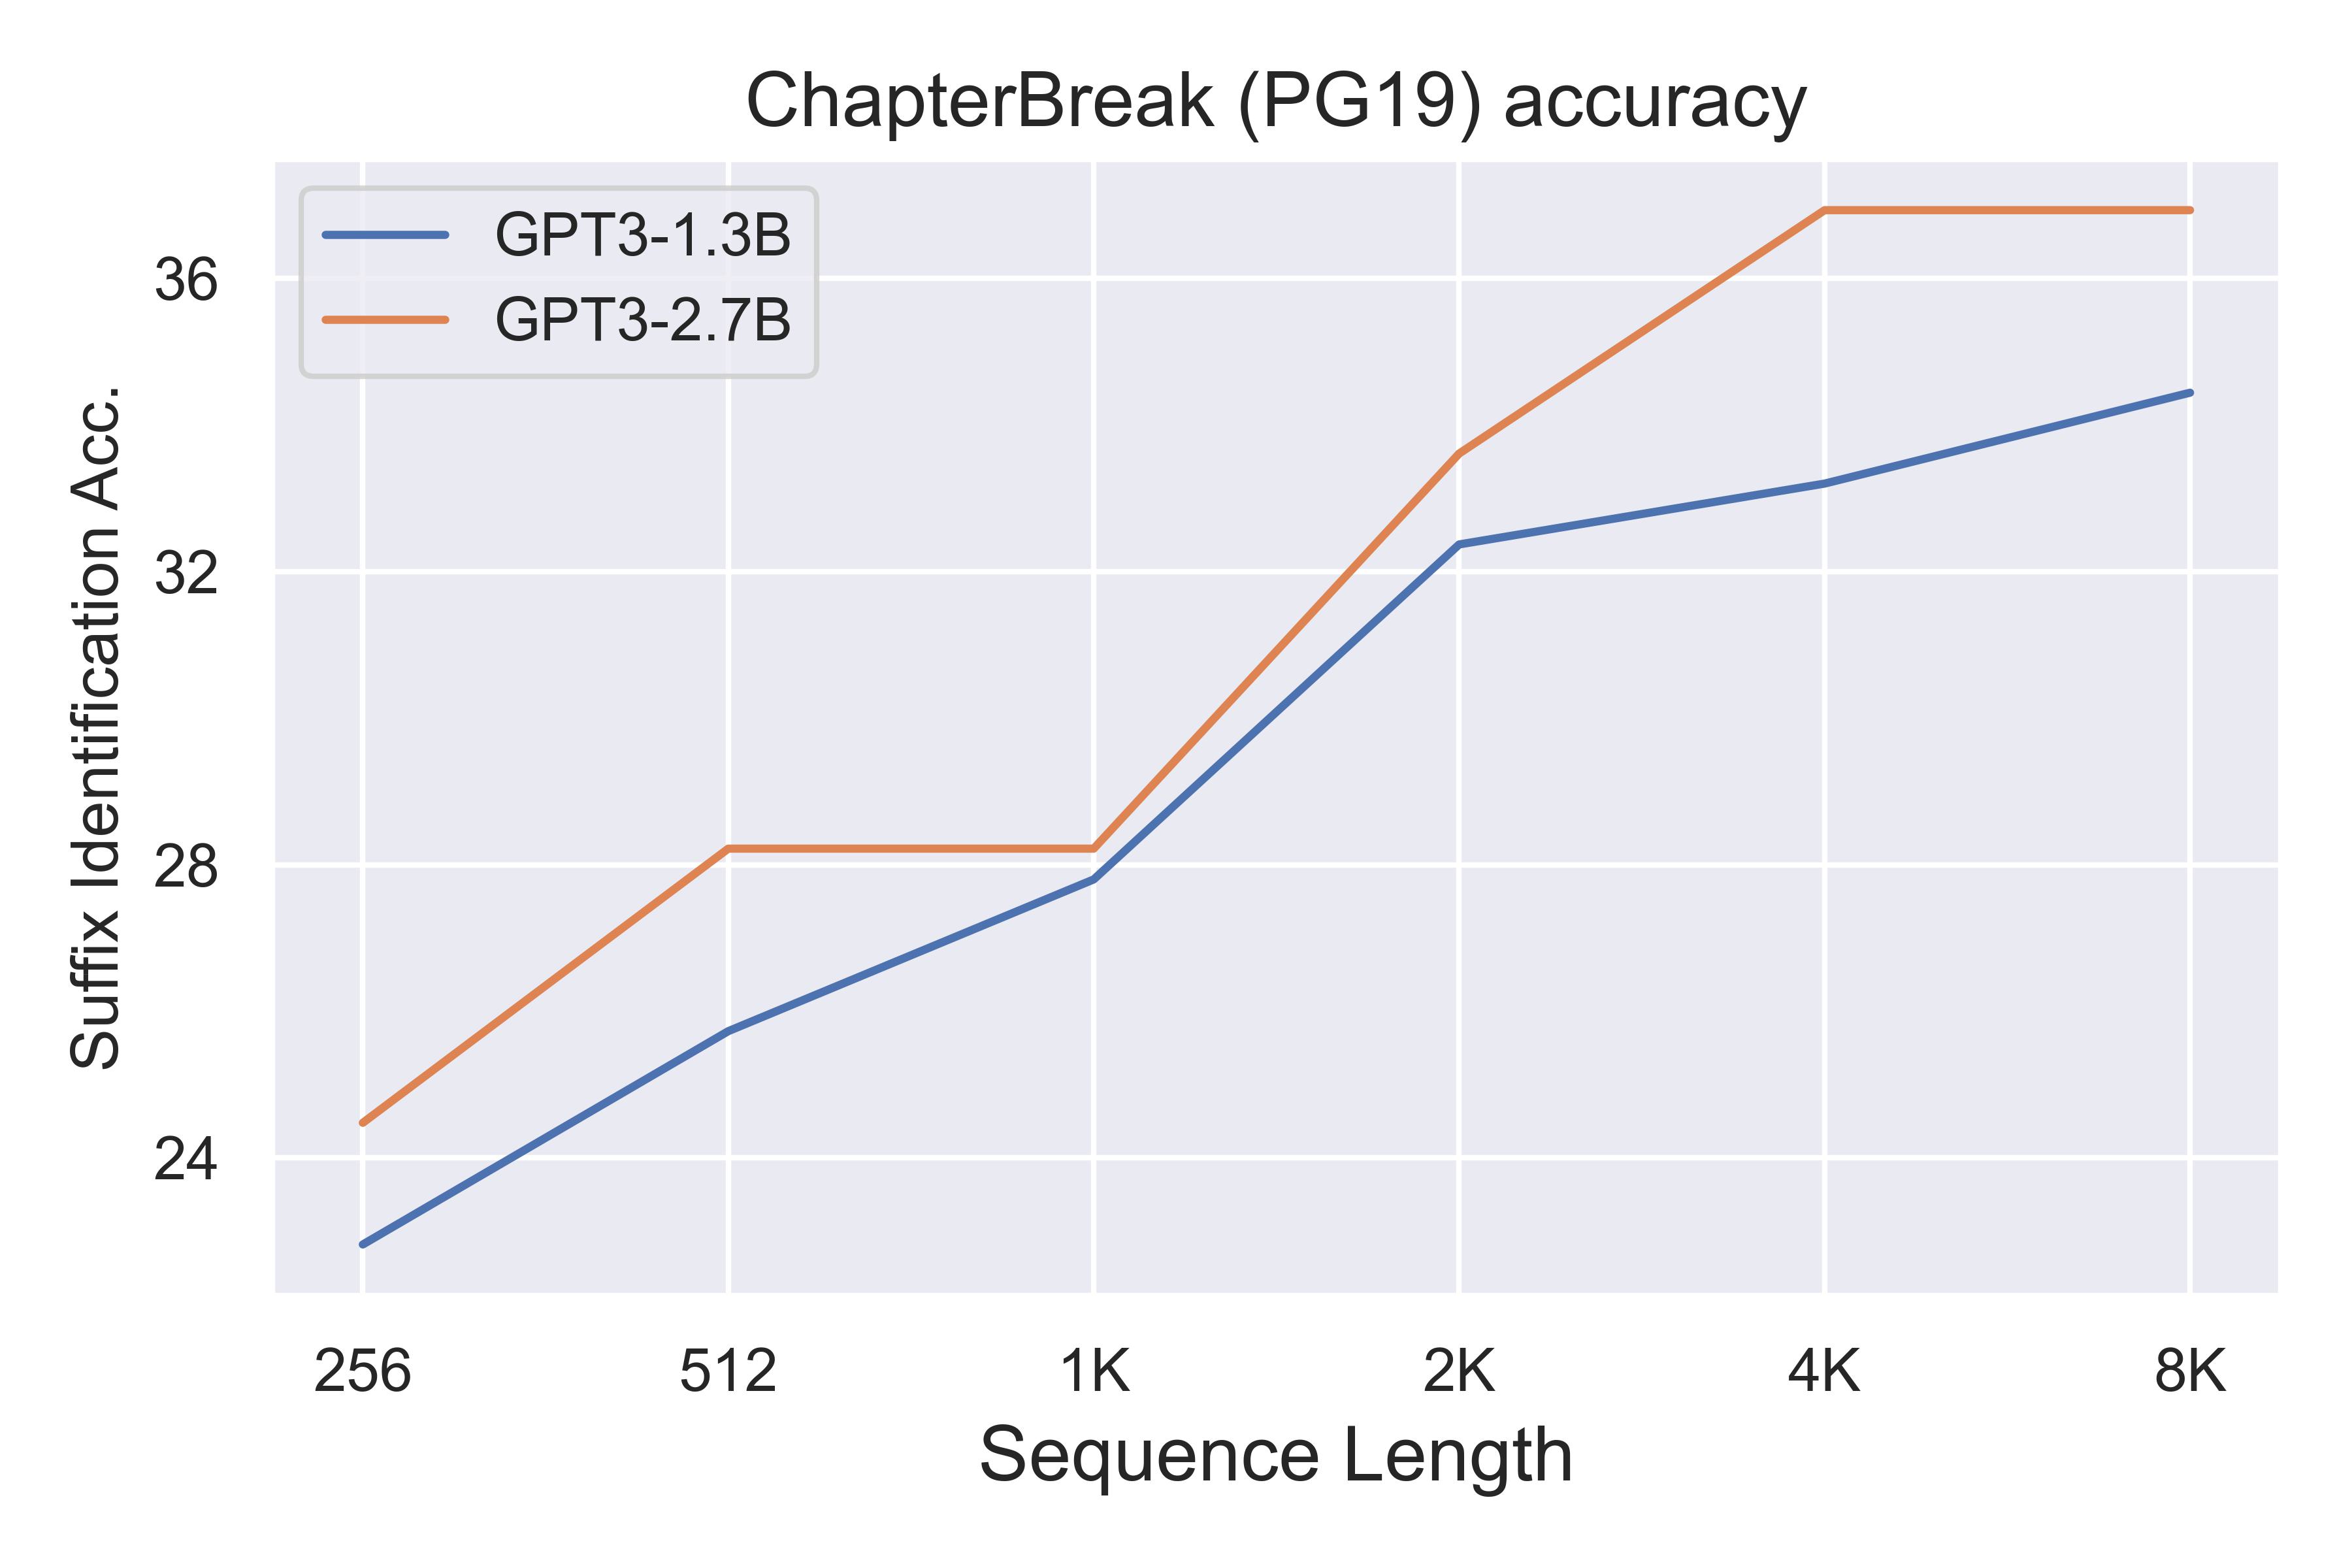 ChapterBreak (PG19) accuracy
GPT3-1.3B
GPT3-2.7B
Suffix Identification Acc.
36
32
28
24
256 512 1K 2K 4K 8K
Sequence Length